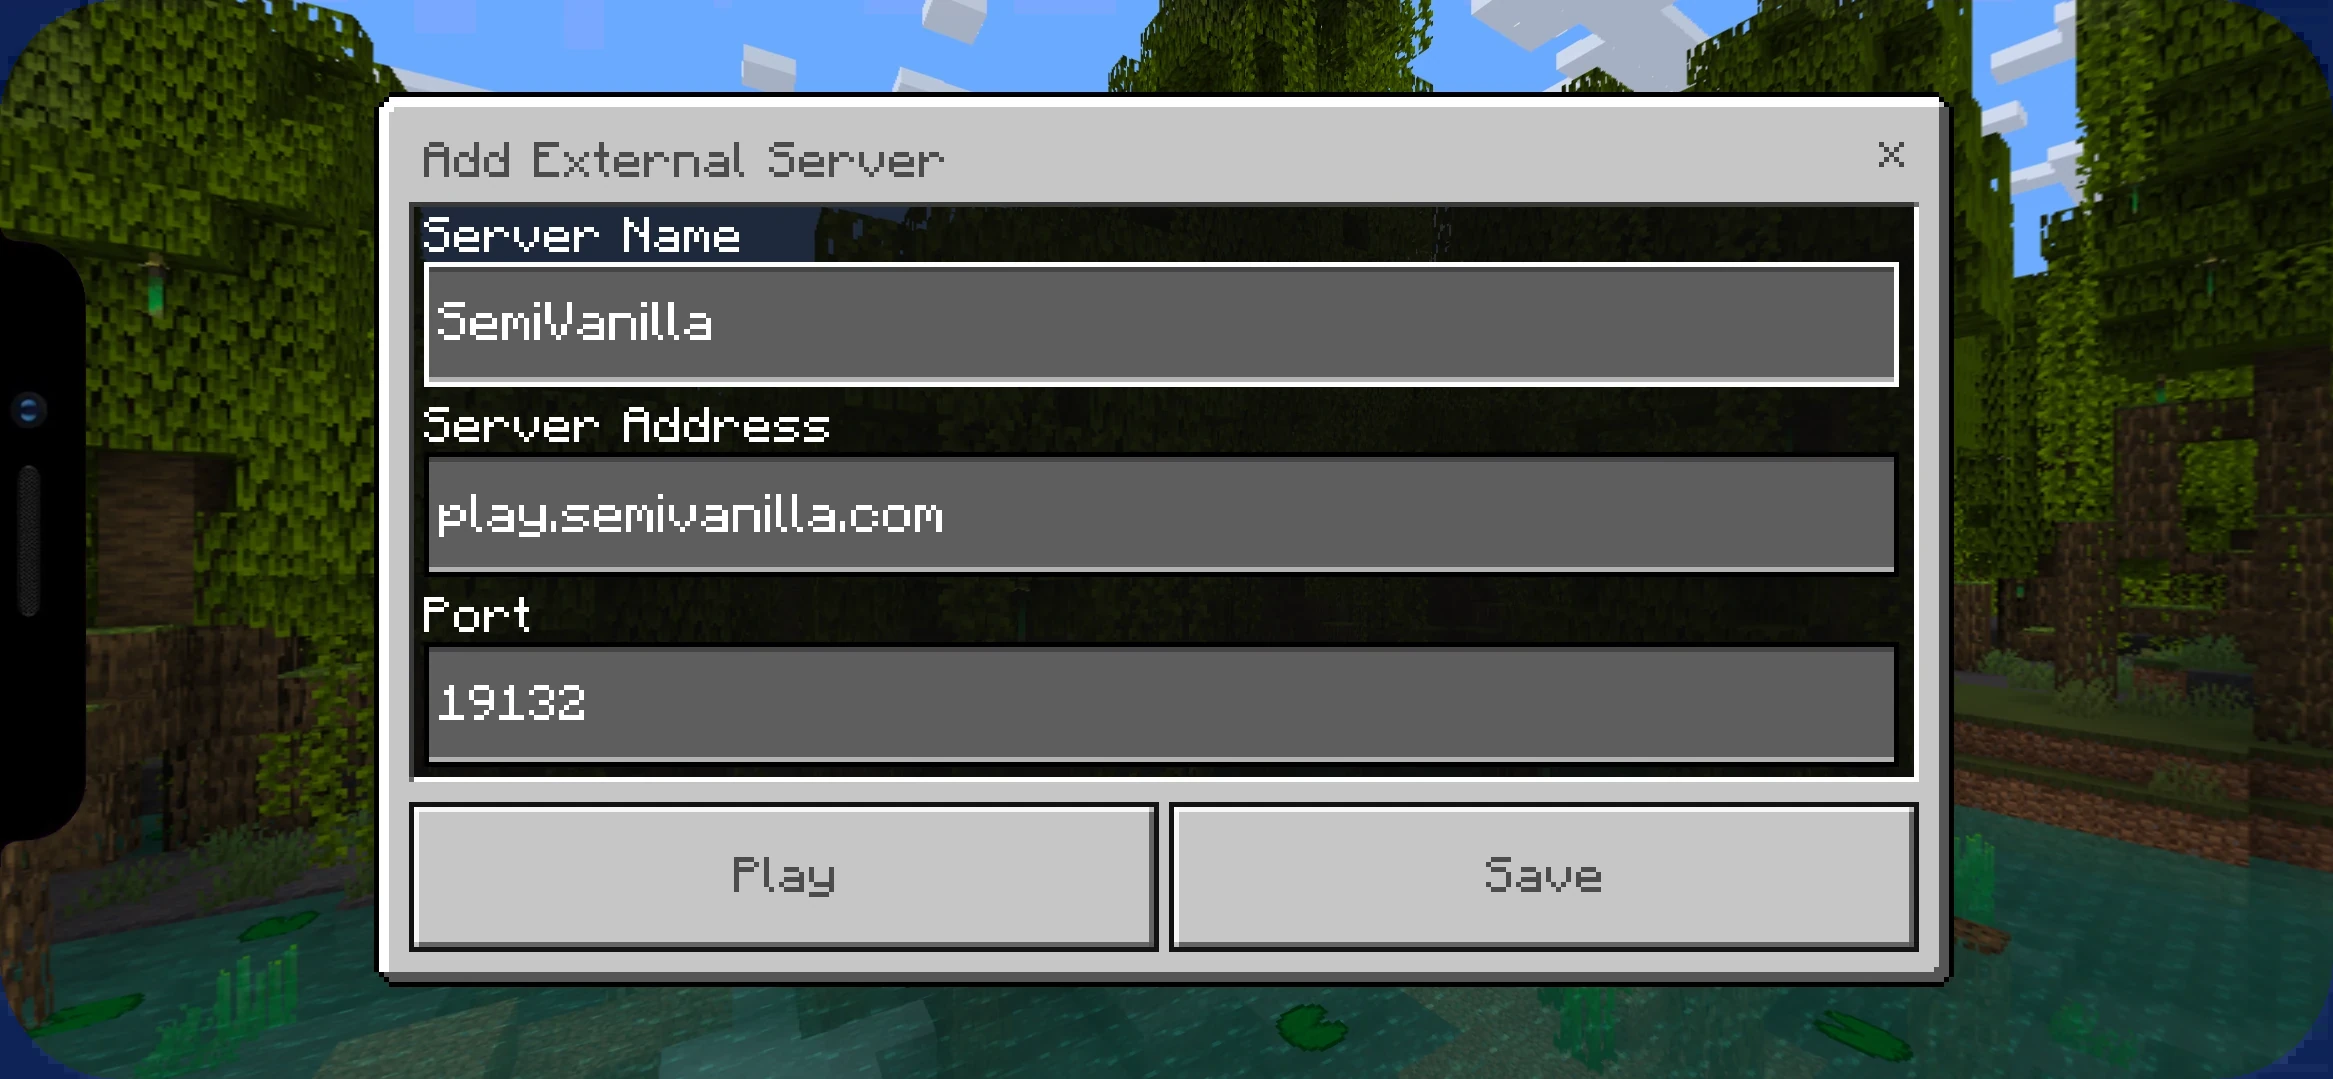 Add External Server
Server Name
SemiVanilla
Server Address
play.semivanilla.com
Port
19132
Play
Save